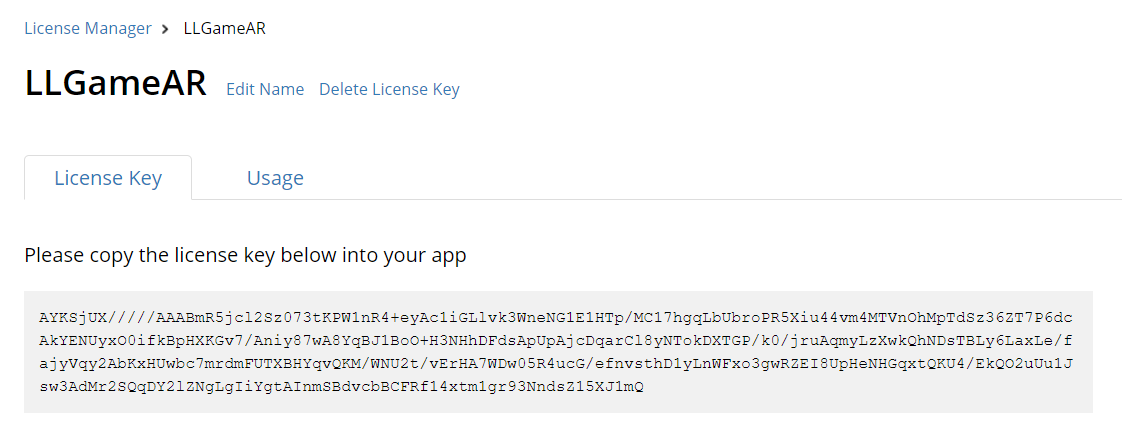 License Manager > LLGameAR
LLGameAR Edit Name Delete License Key
License Key Usage
Please copy the license key below into your app
AYKSjUX/////AAABmR5jcl2Sz073tKPW1nR4+eyAc1iGLlvk3WneNG1E1HTp/MC17hgqLbUbroPR5Xiu44vm4MTVnOhMpTdSz36ZT7P6dc
AkYENUyxO0ifkBpHXKGv7/Aniy87wA8YqBJ1BoO+H3NHhDFdsApUpAjcDqarCl8yNTokDXTGP/k0/jruAqmyLzXwkQhNDsTBLy6LaxLe/f
ajyVqy2AbKxHUwbc7mrdmFUTXBHYqvQKM/WNU2t/vErHA7WDw05R4ucG/efnvsthD1yLnWFxo3gwRZEI8UpHeNHGqxtQKU4/EkQO2uUu1J
sw3AdMr2SQqDY2lZNgLgIiYgtAInmSBdvcbBCFRf14xtm1gr93NndsZ15XJ1mQ